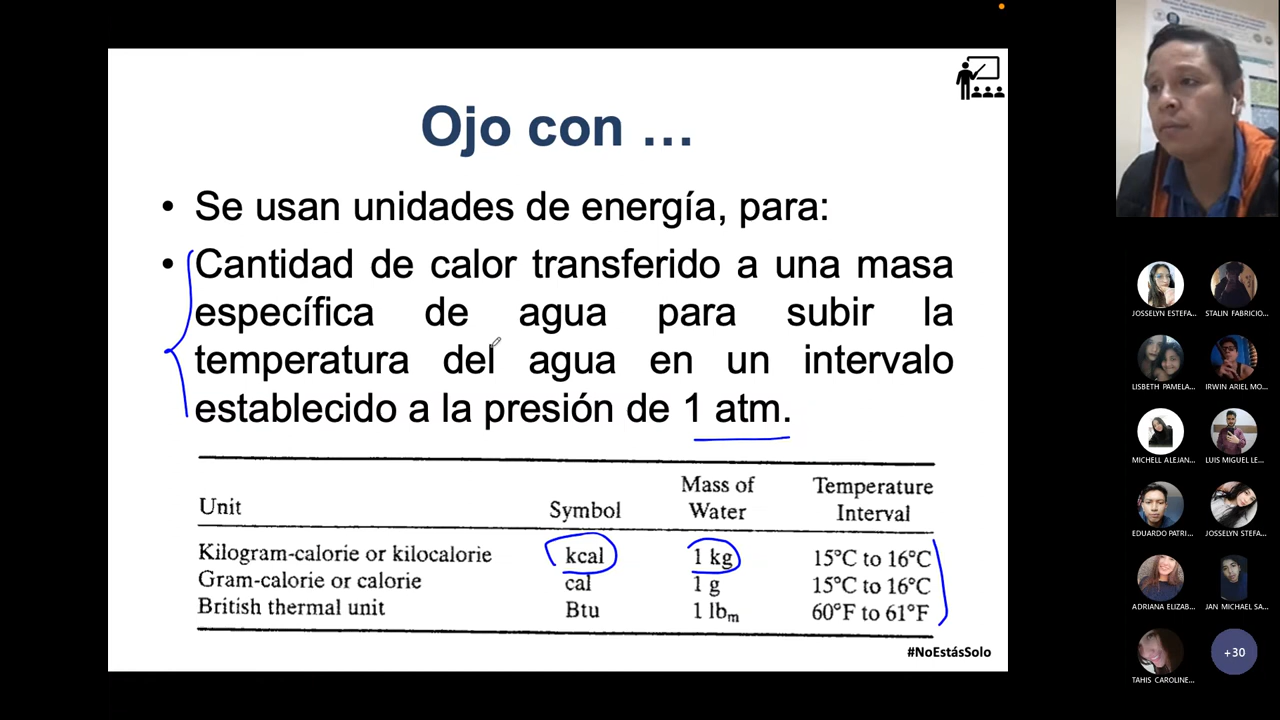 Ojo con …
• Se usan unidades de energía, para:
• Cantidad de calor transferido a una masa
específica de agua para subir la
temperatura del agua en un intervalo
establecido a la presión de 1 atm.
Unit Symbol Mass of Water Temperature Interval
Kilogram-calorie or kilocalorie kcal 1 kg 15°C to 16°C
Gram-calorie or calorie cal 1 g 15°C to 16°C
British thermal unit Btu 1 lbm 60°F to 61°F
#NoEstásSolo
JOSSELYN ESTEFA...
STALIN FABRICIO...
LISBETH PAMELA...
IRWIN ARIEL MO...
MICHELL ALEJAN...
LUIS MIGUEL LE...
EDUARDO PATRI...
JOSSELYN STEFA...
ADRIANA ELIZAB...
JAN MICHAEL SA...
TAHIS CAROLINE...
+30